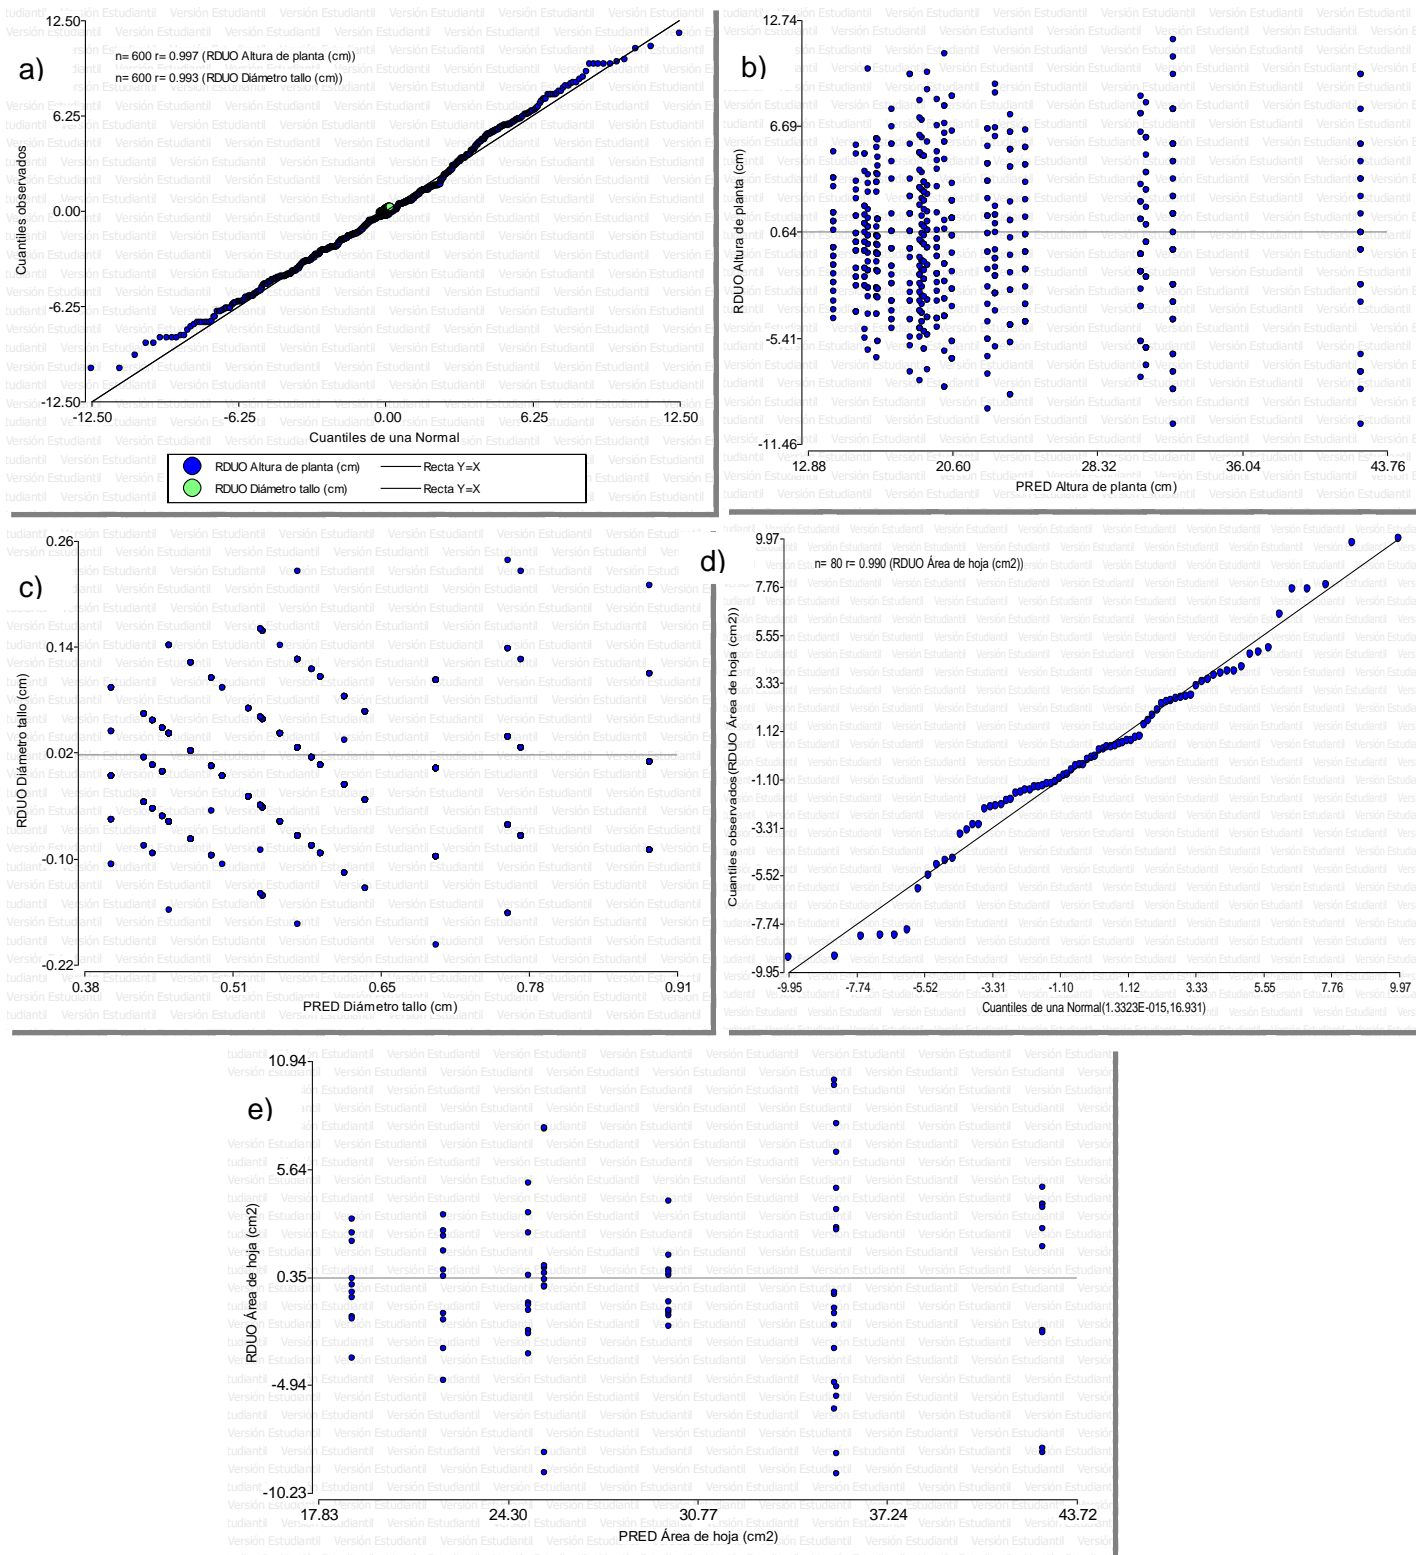 a)
12.50
n= 600 r= 0.997 (RDUO Altura de planta (cm))
n= 600 r= 0.993 (RDUO Diámetro tallo (cm))
6.25
0.00
-6.25
-12.50
Cuantiles observados
-12.50 -6.25 0.00 6.25 12.50
Cuantiles de una Normal
RDUO Altura de planta (cm) Recta Y=X
RDUO Diámetro tallo (cm) Recta Y=X
b)
12.74
6.69
0.64
-5.41
-11.46
RDUO Altura de planta (cm)
12.88 20.60 28.32 36.04 43.76
PRED Altura de planta (cm)
c)
0.26
0.14
0.02
-0.10
-0.22
RDUO Diámetro tallo (cm)
0.38 0.51 0.65 0.78 0.91
PRED Diámetro tallo (cm)
d)
9.97
n= 80 r= 0.990 (RDUO Área de hoja (cm2))
7.76
5.55
3.33
1.12
-1.10
-3.31
-5.52
-7.74
-9.95
Cuantiles observados(RDUO Área de hoja (cm2))
-9.95 -7.74 -5.52 -3.31 -1.10 1.12 3.33 5.55 7.76 9.97
Cuantiles de una Normal(1.3323E-015,16.931)
e)
10.94
5.64
0.35
-4.94
-10.23
RDUO Área de hoja (cm2)
17.83 24.30 30.77 37.24 43.72
PRED Área de hoja (cm2)
Versión Estudiantil